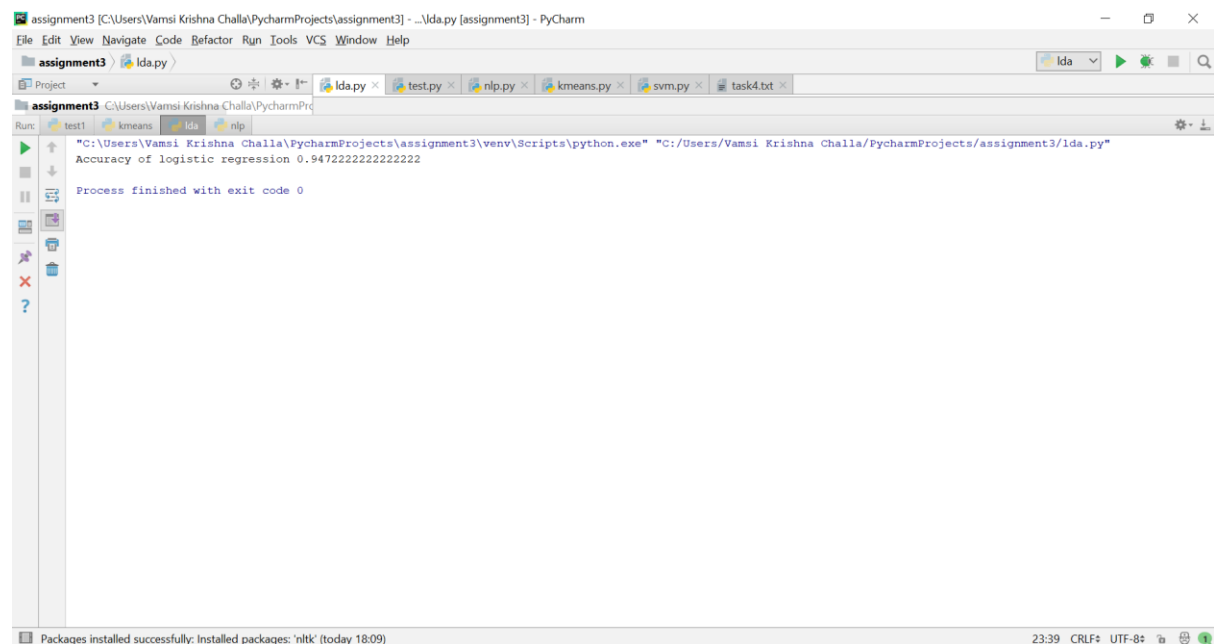 assignment3 [C:\Users\Vamsi Krishna Challa\PycharmProjects\assignment3] - ...\lda.py [assignment3] - PyCharm
File Edit View Navigate Code Refactor Run Tools VCS Window Help
assignment3 lda.py lda
Project lda.py test.py nlp.py kmeans.py svm.py task4.txt
assignment3 C:\Users\Vamsi Krishna Challa\PycharmPro
Run: test1 kmeans lda nlp
"C:\Users\Vamsi Krishna Challa\PycharmProjects\assignment3\venv\Scripts\python.exe" "C:/Users/Vamsi Krishna Challa/PycharmProjects/assignment3/lda.py"
Accuracy of logistic regression 0.9472222222222222
Process finished with exit code 0
Packages installed successfully: Installed packages: 'nltk' (today 18:09) 23:39 CRLF UTF-8 1